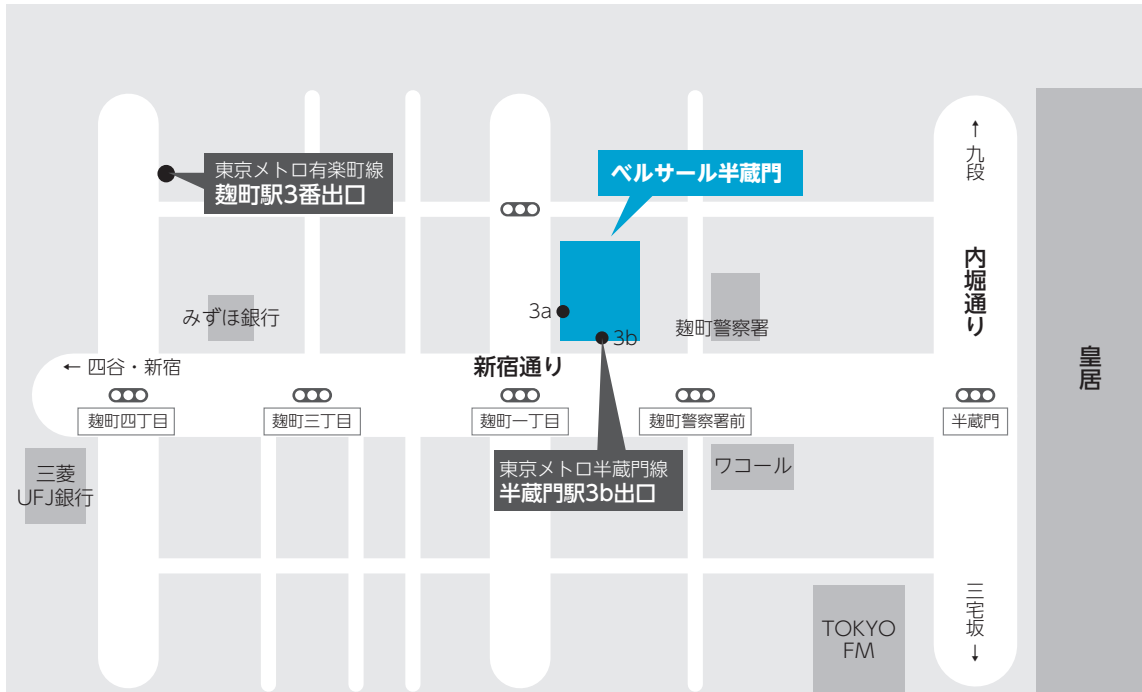 東京メトロ有楽町線
麹町駅3番出口
ベルサール半蔵門
↑
九段
内堀通り
皇居
みずほ銀行
3a
3b
麹町警察署
← 四谷・新宿
新宿通り
麹町四丁目
麹町三丁目
麹町一丁目
麹町警察署前
半蔵門
三菱
UFJ銀行
東京メトロ半蔵門線
半蔵門駅3b出口
ワコール
TOKYO
FM
三宅坂
↓